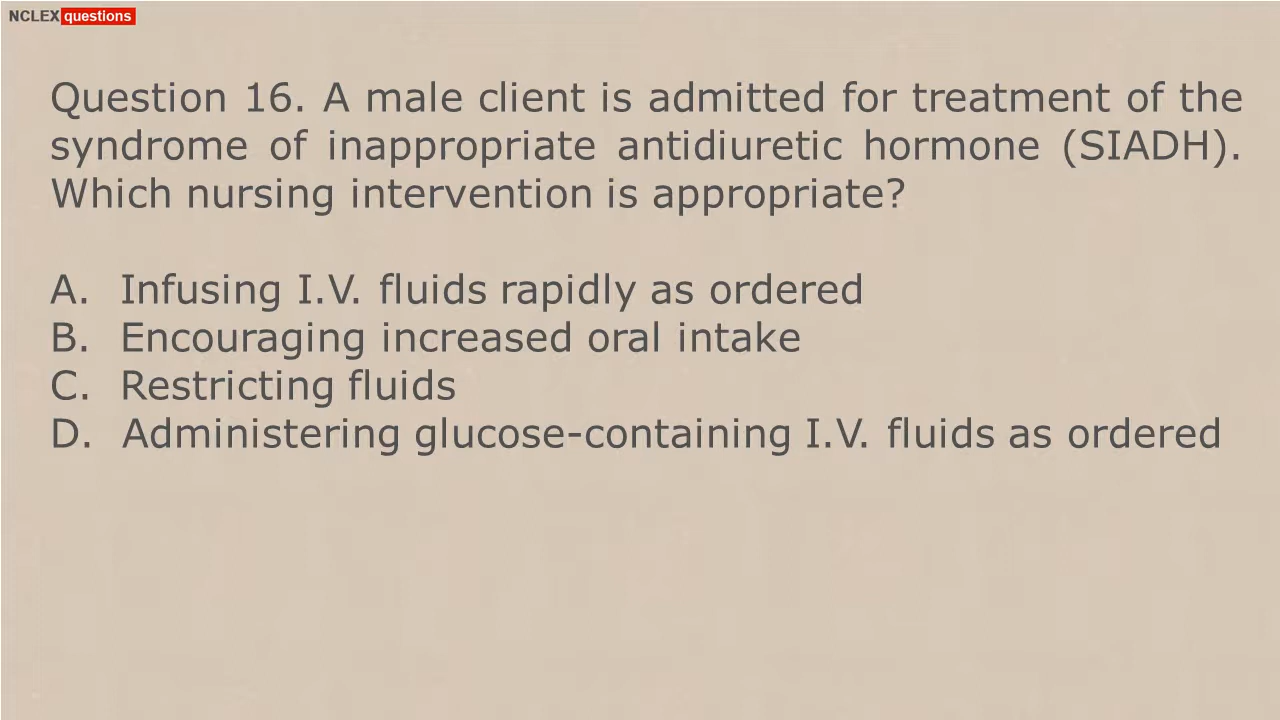 NCLEX questions
Question 16. A male client is admitted for treatment of the
syndrome of inappropriate antidiuretic hormone (SIADH).
Which nursing intervention is appropriate?
A. Infusing I.V. fluids rapidly as ordered
B. Encouraging increased oral intake
C. Restricting fluids
D. Administering glucose-containing I.V. fluids as ordered